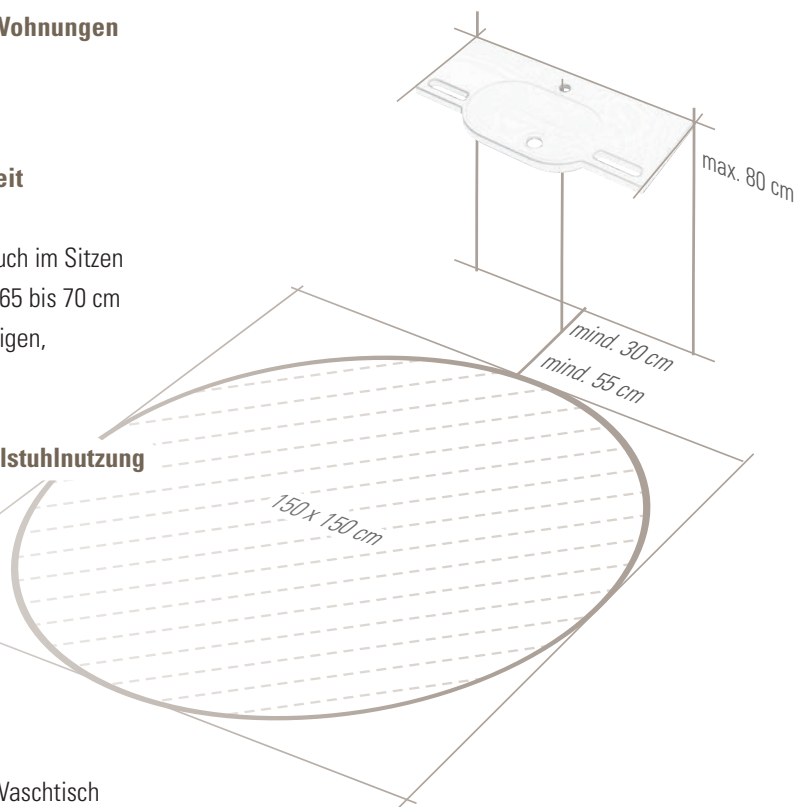 Wohnungen
eit
uch im Sitzen
65 bis 70 cm
igen,
lstuhlnutzung
Waschtisch
max. 80 cm
mind. 30 cm
mind. 55 cm
150 x 150 cm